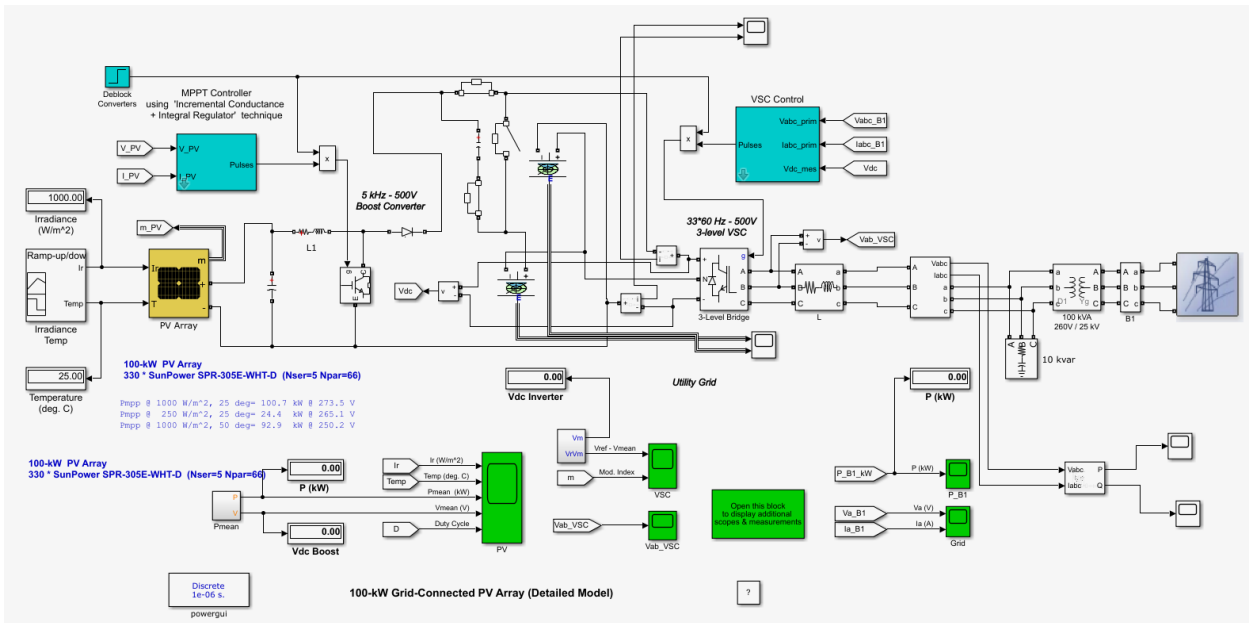 Deblock
Converters
MPPT Controller
using 'Incremental Conductance
+ Integral Regulator' technique
V_PV
I_PV
V_PV
I_PV
Pulses
x
1000.00
Irradiance
(W/m^2)
m_PV
Ramp-up/dow
Ir
Temp
Irradiance
Temp
Ir
T
m
+
-
PV Array
25.00
Temperature
(deg. C)
L1
g
C
E
5 kHz - 500V
Boost Converter
Vdc
v
+
-
- +
E
- +
E
- +
i
+ -
i
x
VSC Control
Pulses
Vabc_prim
Iabc_prim
Vdc_mes
Vabc_B1
Iabc_B1
Vdc
33*60 Hz - 500V
3-level VSC
g
+
N
-
A
B
C
3-Level Bridge
+
-
v
Vab_VSC
A
B
C
a
b
c
L
A
B
C
Vabc
Iabc
a
b
c
A B C
10 kvar
a
b
c
D1
Yg
A
B
C
100 kVA
260V / 25 kV
A
B
C
B1
100-kW PV Array
330 * SunPower SPR-305E-WHT-D (Nser=5 Npar=66)
Pmpp @ 1000 W/m^2, 25 deg= 100.7 kW @ 273.5 V
Pmpp @ 250 W/m^2, 25 deg= 24.4 kW @ 265.1 V
Pmpp @ 1000 W/m^2, 50 deg= 92.9 kW @ 250.2 V
Utility Grid
0.00
Vdc Inverter
0.00
P (kW)
100-kW PV Array
330 * SunPower SPR-305E-WHT-D (Nser=5 Npar=66)
P
V
Pmean
0.00
P (kW)
0.00
Vdc Boost
Ir
Temp
D
Ir (W/m^2)
Temp (deg. C)
Pmean (kW)
Vmean (V)
Duty Cycle
PV
Vm
VrVm
Vref - Vmean
m
Mod. Index
VSC
Vab_VSC
Vab_VSC
Open this block
to display additional
scopes & measurements
P_B1_kW
P (kW)
P_B1
Va_B1
Va (V)
Ia_B1
Ia (A)
Grid
Vabc
Iabc
P
Q
Discrete
1e-06 s.
powergui
100-kW Grid-Connected PV Array (Detailed Model)
?